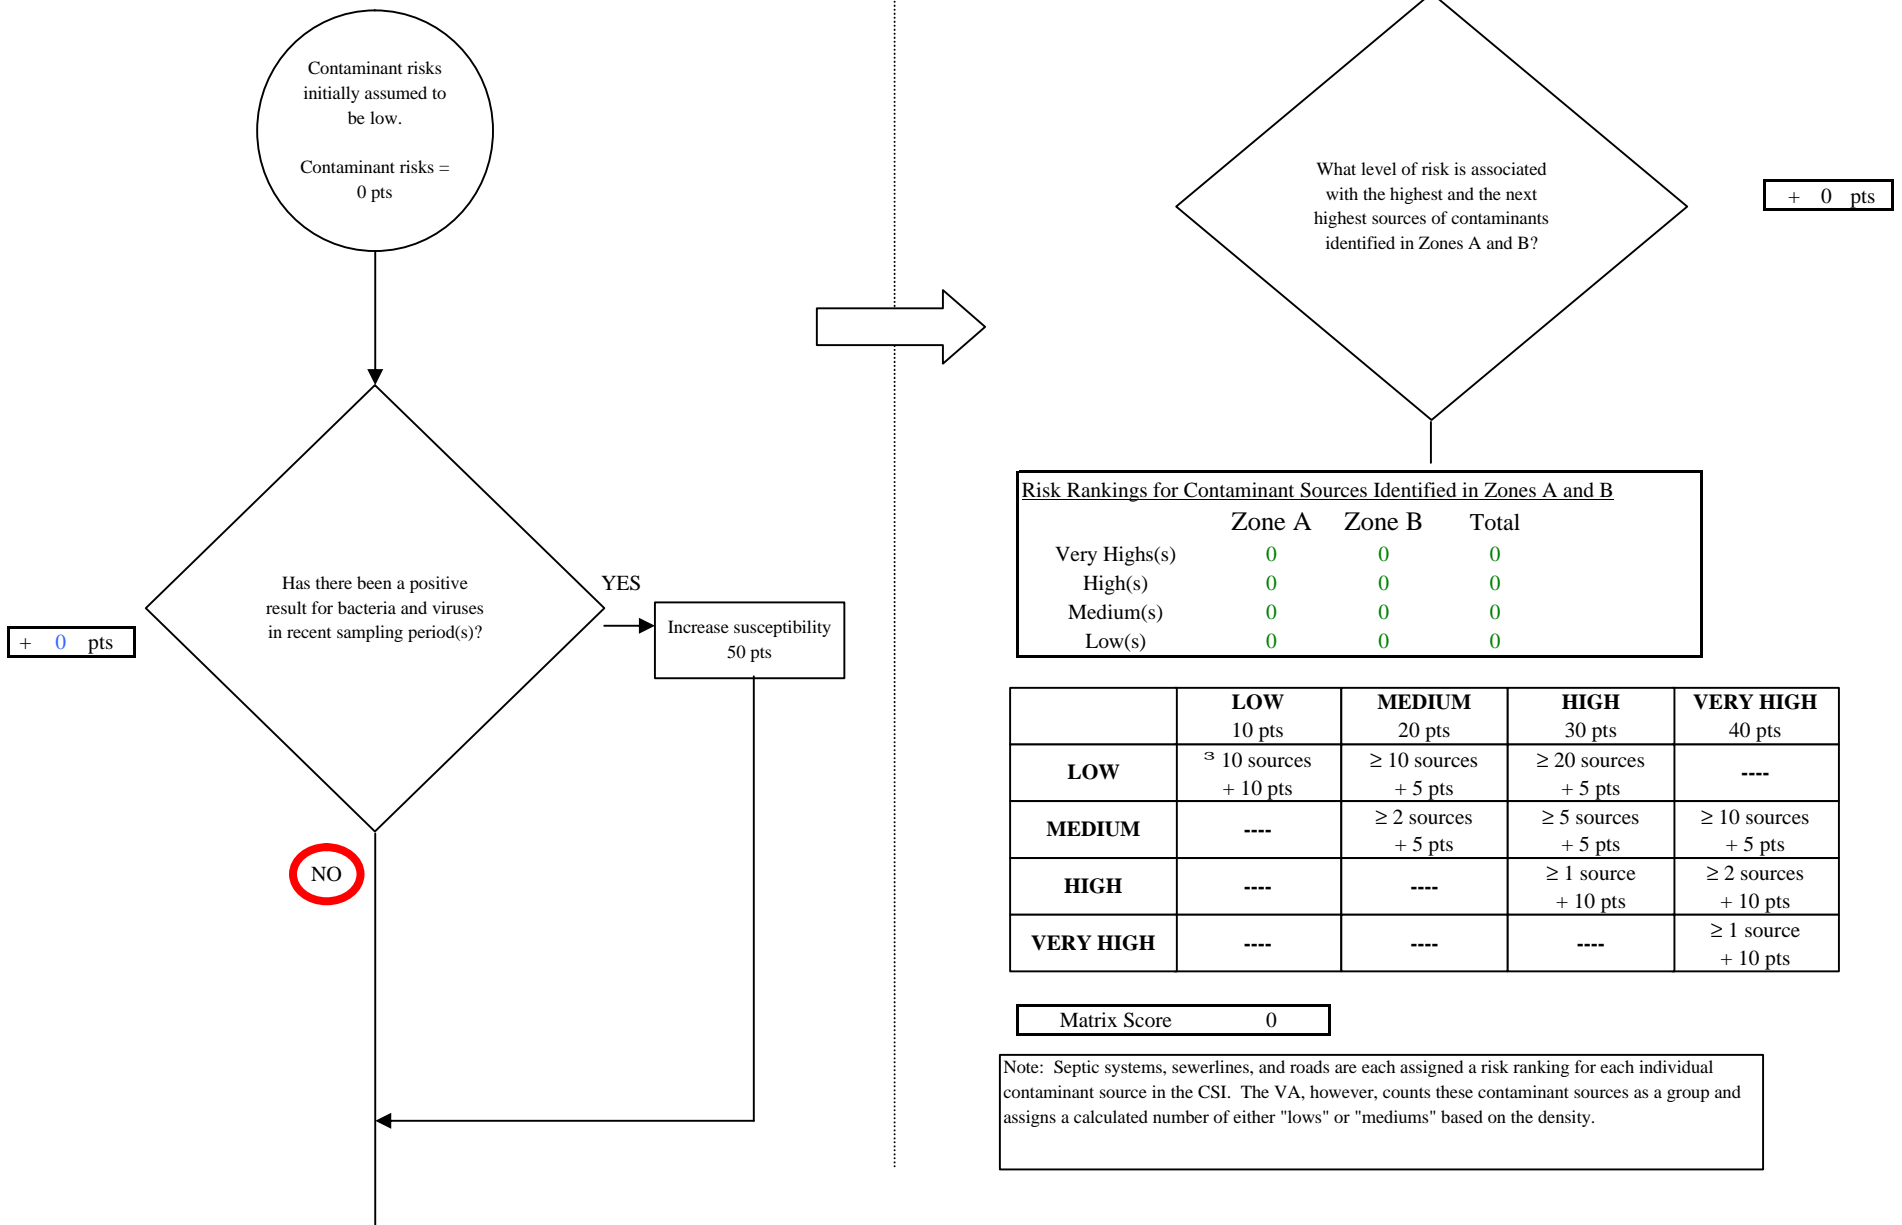 Contaminant risks
initially assumed to
be low.
Contaminant risks =
0 pts
Has there been a positive
result for bacteria and viruses
in recent sampling period(s)?
+ 0 pts
YES
Increase susceptibility
50 pts
NO
What level of risk is associated
with the highest and the next
highest sources of contaminants
identified in Zones A and B?
+ 0 pts
Risk Rankings for Contaminant Sources Identified in Zones A and B
Zone A Zone B Total
Very Highs(s) 0 0 0
High(s) 0 0 0
Medium(s) 0 0 0
Low(s) 0 0 0
LOW MEDIUM HIGH VERY HIGH
10 pts 20 pts 30 pts 40 pts
LOW ³ 10 sources ≥ 10 sources ≥ 20 sources ----
+ 10 pts + 5 pts + 5 pts
MEDIUM ---- ≥ 2 sources ≥ 5 sources ≥ 10 sources
+ 5 pts + 5 pts + 5 pts
HIGH ---- ---- ≥ 1 source ≥ 2 sources
+ 10 pts + 10 pts
VERY HIGH ---- ---- ---- ≥ 1 source
+ 10 pts
Matrix Score 0
Note: Septic systems, sewerlines, and roads are each assigned a risk ranking for each individual
contaminant source in the CSI. The VA, however, counts these contaminant sources as a group and
assigns a calculated number of either "lows" or "mediums" based on the density.